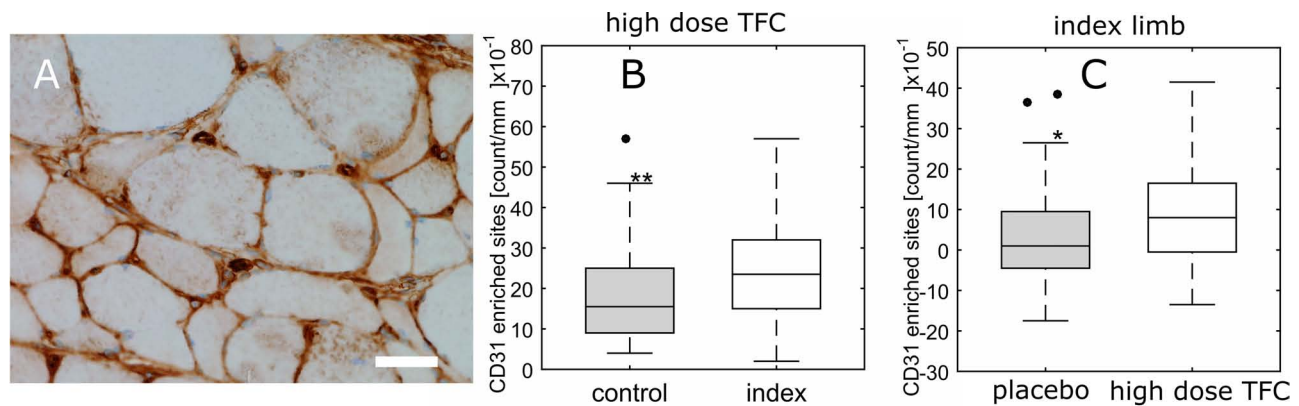 A
high dose TFC
B
CD31 enriched sites [count/mm ]x10-1
80
70
60
50
40
30
20
10
0
**
control
index
index limb
C
CD31 enriched sites [count/mm ]x10-1
50
40
30
20
10
0
-10
-20
-30
*
placebo
high dose TFC